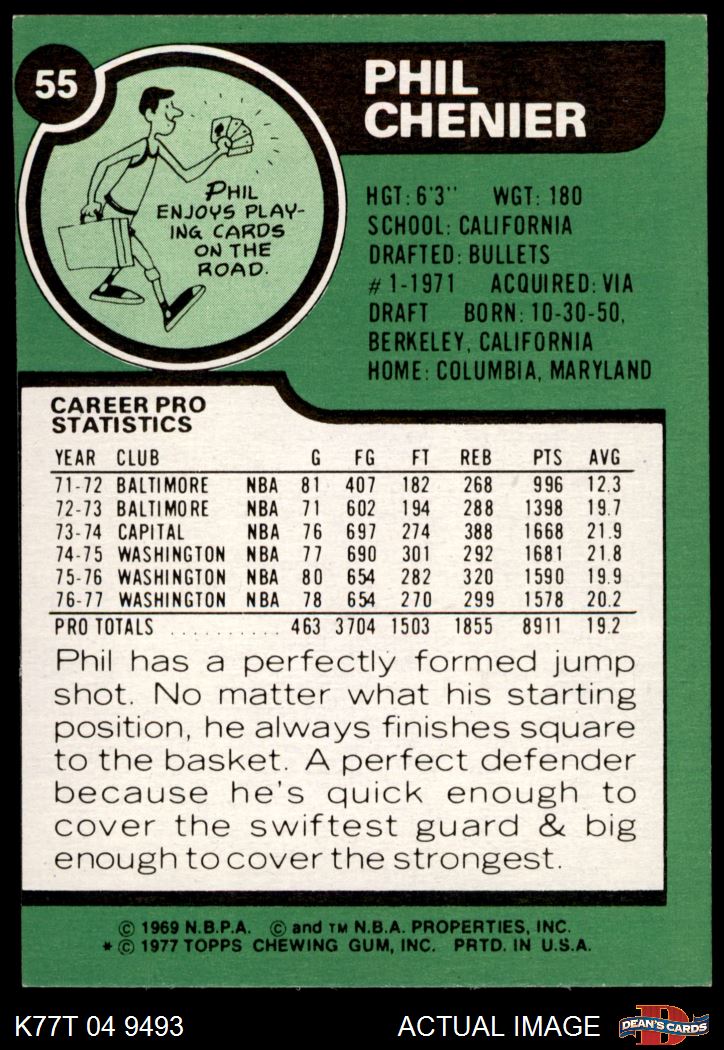 55
PHIL
CHENIER
PHIL
ENJOYS PLAY-
ING CARDS
ON THE
ROAD.
HGT: 6'3" WGT: 180
SCHOOL: CALIFORNIA
DRAFTED: BULLETS
# 1-1971 ACQUIRED: VIA
DRAFT BORN: 10-30-50,
BERKELEY, CALIFORNIA
HOME: COLUMBIA, MARYLAND
CAREER PRO
STATISTICS
YEAR CLUB G FG FT REB PTS AVG
71-72 BALTIMORE NBA 81 407 182 268 996 12.3
72-73 BALTIMORE NBA 71 602 194 288 1398 19.7
73-74 CAPITAL NBA 76 697 274 388 1668 21.9
74-75 WASHINGTON NBA 77 690 301 292 1681 21.8
75-76 WASHINGTON NBA 80 654 282 320 1590 19.9
76-77 WASHINGTON NBA 78 654 270 299 1578 20.2
PRO TOTALS .......... 463 3704 1503 1855 8911 19.2
Phil has a perfectly formed jump
shot. No matter what his starting
position, he always finishes square
to the basket. A perfect defender
because he's quick enough to
cover the swiftest guard & big
enough to cover the strongest.
© 1969 N.B.P.A. © and TM N.B.A. PROPERTIES, INC.
* © 1977 TOPPS CHEWING GUM, INC. PRTD. IN U.S.A.
K77T 04 9493 ACTUAL IMAGE D DEAN'S CARDS